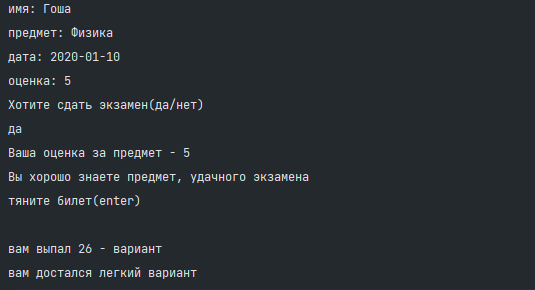 имя: Гоша
предмет: Физика
дата: 2020-01-10
оценка: 5
Хотите сдать экзамен(да/нет)
да
Ваша оценка за предмет - 5
Вы хорошо знаете предмет, удачного экзамена
тяните билет(enter)
вам выпал 26 - вариант
вам достался легкий вариант